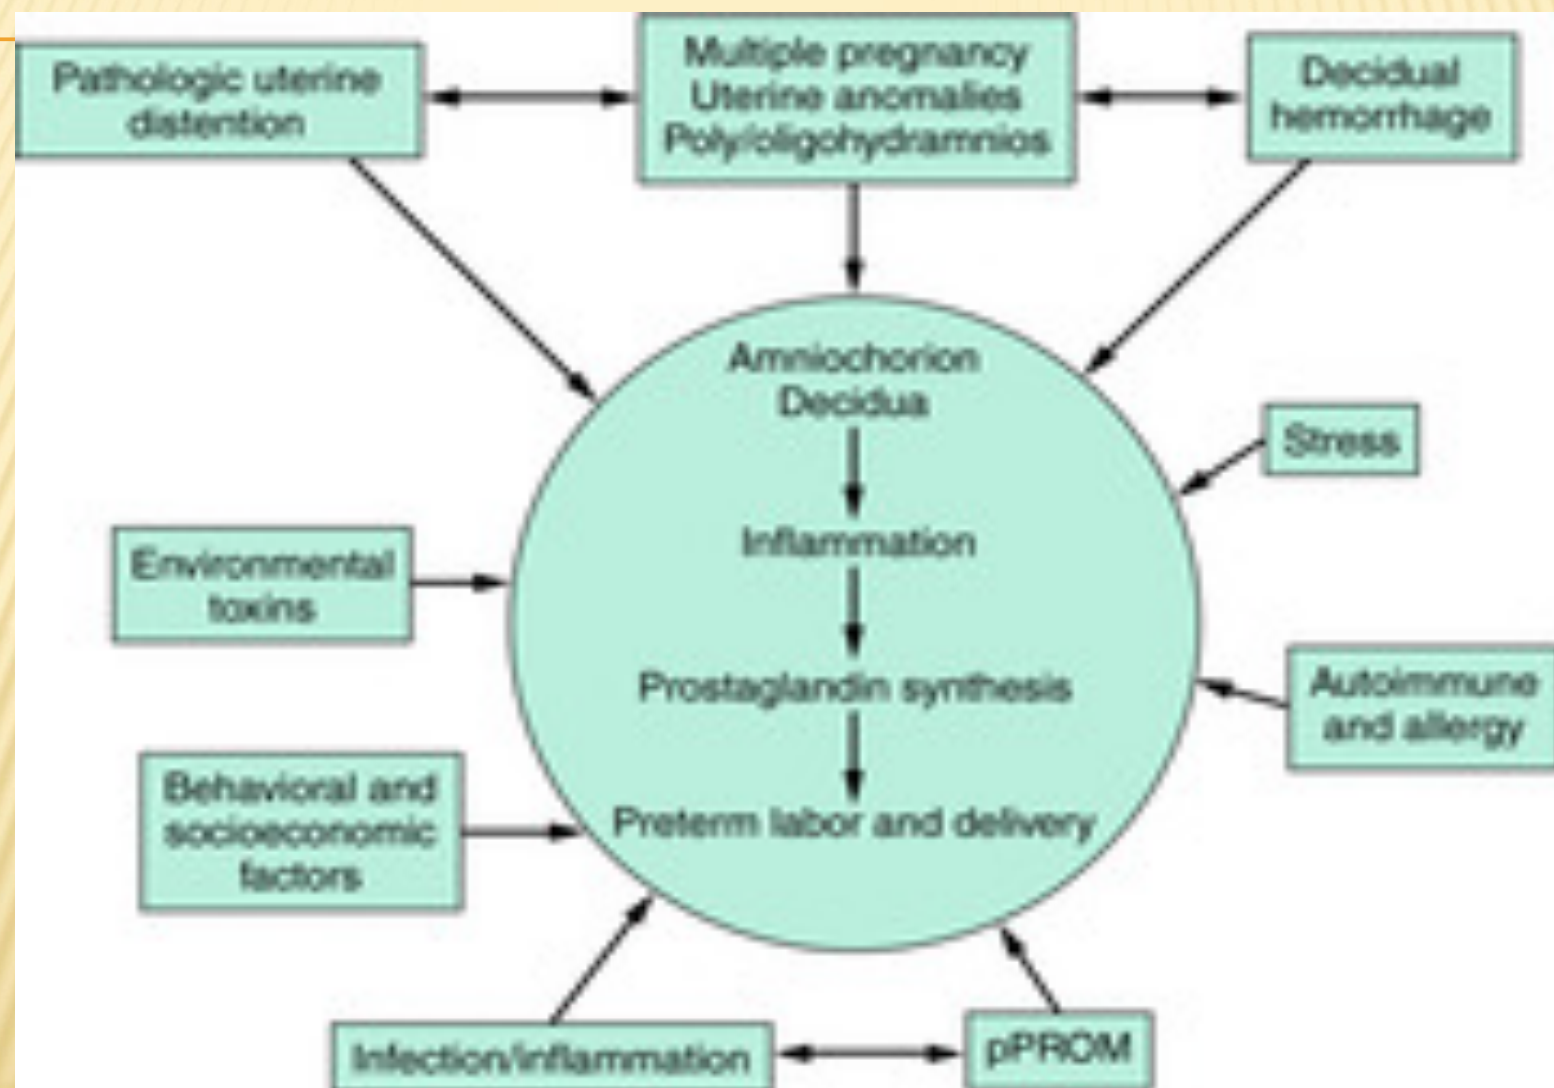 Pathologic uterine
distention
Multiple pregnancy
Uterine anomalies
Poly/oligohydramnios
Decidual
hemorrhage
Amniochorion
Decidua
Inflammation
Prostaglandin synthesis
Preterm labor and delivery
Stress
Environmental
toxins
Autoimmune
and allergy
Behavioral and
socioeconomic
factors
Infection/inflammation
pPROM